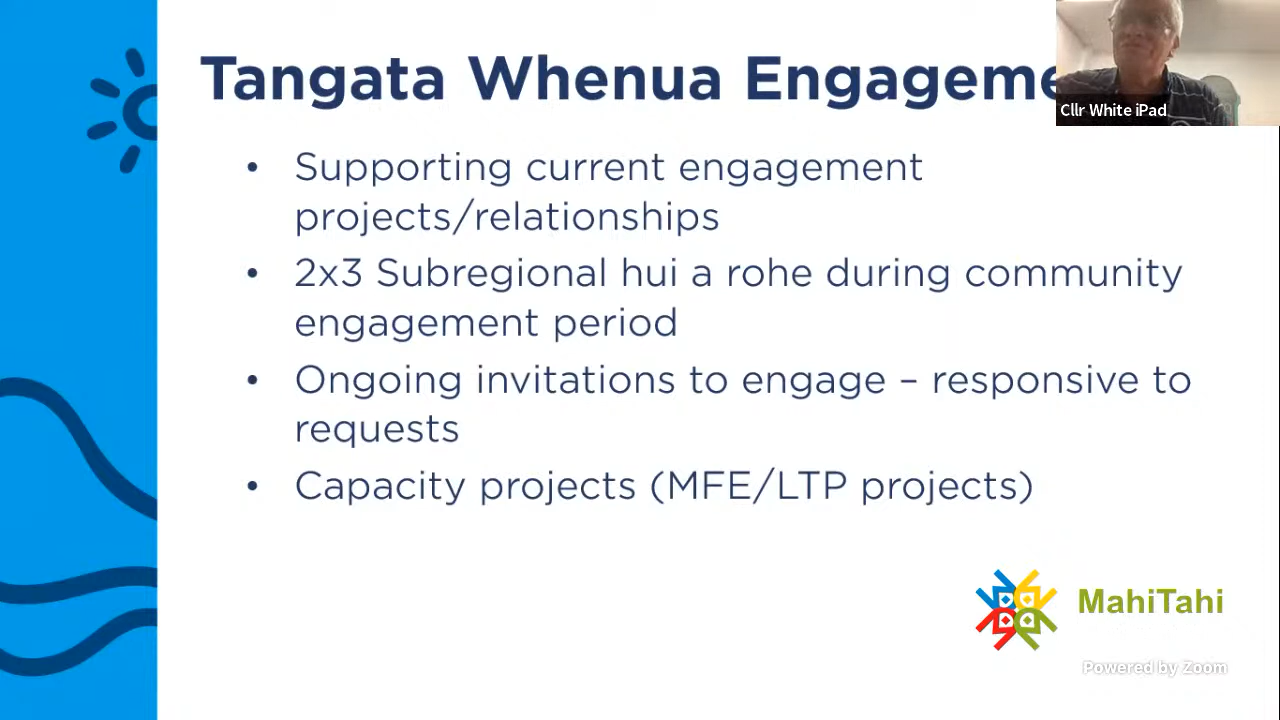 Tangata Whenua Engageme
Cllr White iPad
• Supporting current engagement
projects/relationships
• 2x3 Subregional hui a rohe during community
engagement period
• Ongoing invitations to engage – responsive to
requests
• Capacity projects (MFE/LTP projects)
MahiTahi
Powered by Zoom